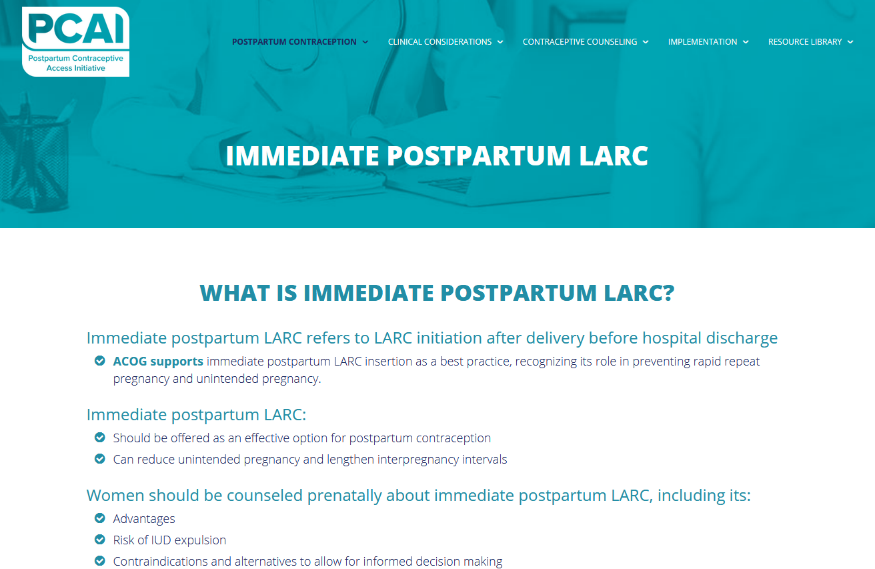 PCAI
Postpartum Contraceptive
Access Initiative
POSTPARTUM CONTRACEPTION
CLINICAL CONSIDERATIONS
CONTRACEPTIVE COUNSELING
IMPLEMENTATION
RESOURCE LIBRARY
IMMEDIATE POSTPARTUM LARC
WHAT IS IMMEDIATE POSTPARTUM LARC?
Immediate postpartum LARC refers to LARC initiation after delivery before hospital discharge
ACOG supports immediate postpartum LARC insertion as a best practice, recognizing its role in preventing rapid repeat
pregnancy and unintended pregnancy.
Immediate postpartum LARC:
Should be offered as an effective option for postpartum contraception
Can reduce unintended pregnancy and lengthen interpregnancy intervals
Women should be counseled prenatally about immediate postpartum LARC, including its:
Advantages
Risk of IUD expulsion
Contraindications and alternatives to allow for informed decision making